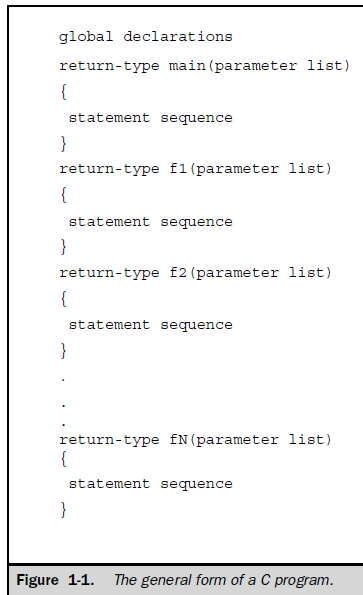 global declarations
return-type main(parameter list)
{
statement sequence
}
return-type f1(parameter list)
{
statement sequence
}
return-type f2(parameter list)
{
statement sequence
}
.
.
.
return-type fN(parameter list)
{
statement sequence
}
Figure 1-1. The general form of a C program.